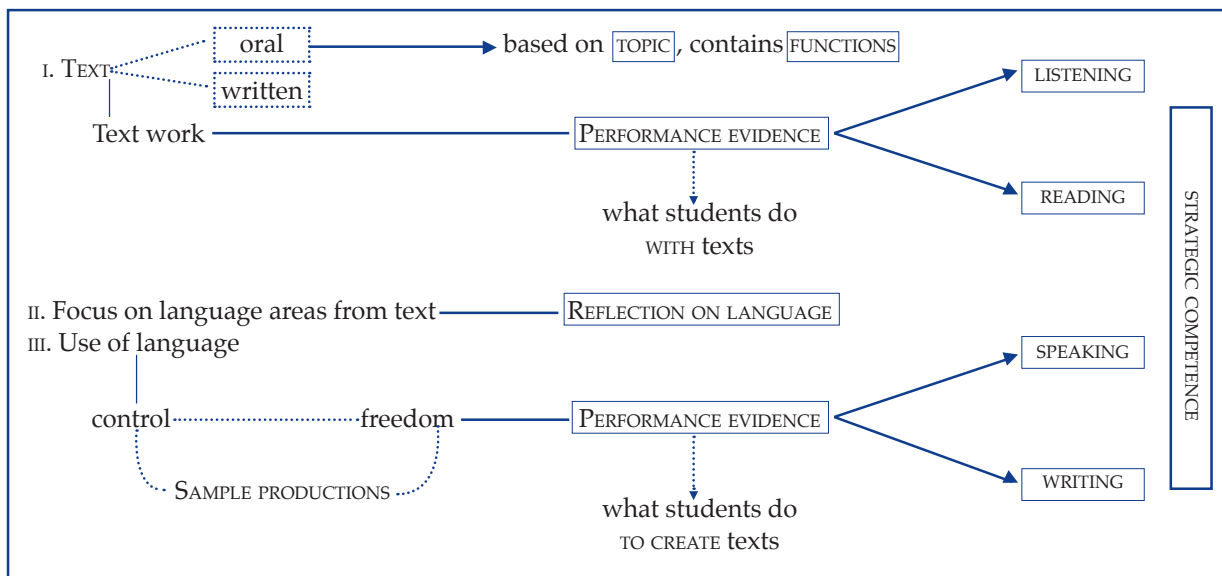 I. TEXT
oral
written
based on TOPIC, contains FUNCTIONS
Text work
PERFORMANCE EVIDENCE
LISTENING
READING
what students do
WITH texts
II. Focus on language areas from text
REFLECTION ON LANGUAGE
III. Use of language
control
freedom
PERFORMANCE EVIDENCE
SPEAKING
WRITING
SAMPLE PRODUCTIONS
what students do
TO CREATE texts
STRATEGIC COMPETENCE